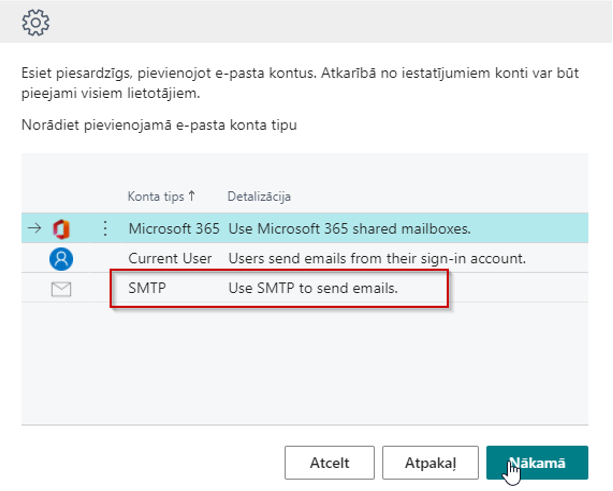 Esiet piesardzīgs, pievienojot e-pasta kontus. Atkarībā no iestatījumiem konti var būt
pieejami visiem lietotājiem.
Norādiet pievienojamā e-pasta konta tipu
Konta tips ↑ Detalizācija
Microsoft 365 Use Microsoft 365 shared mailboxes.
Current User Users send emails from their sign-in account.
SMTP Use SMTP to send emails.
Atcelt Atpakaļ Nākamā